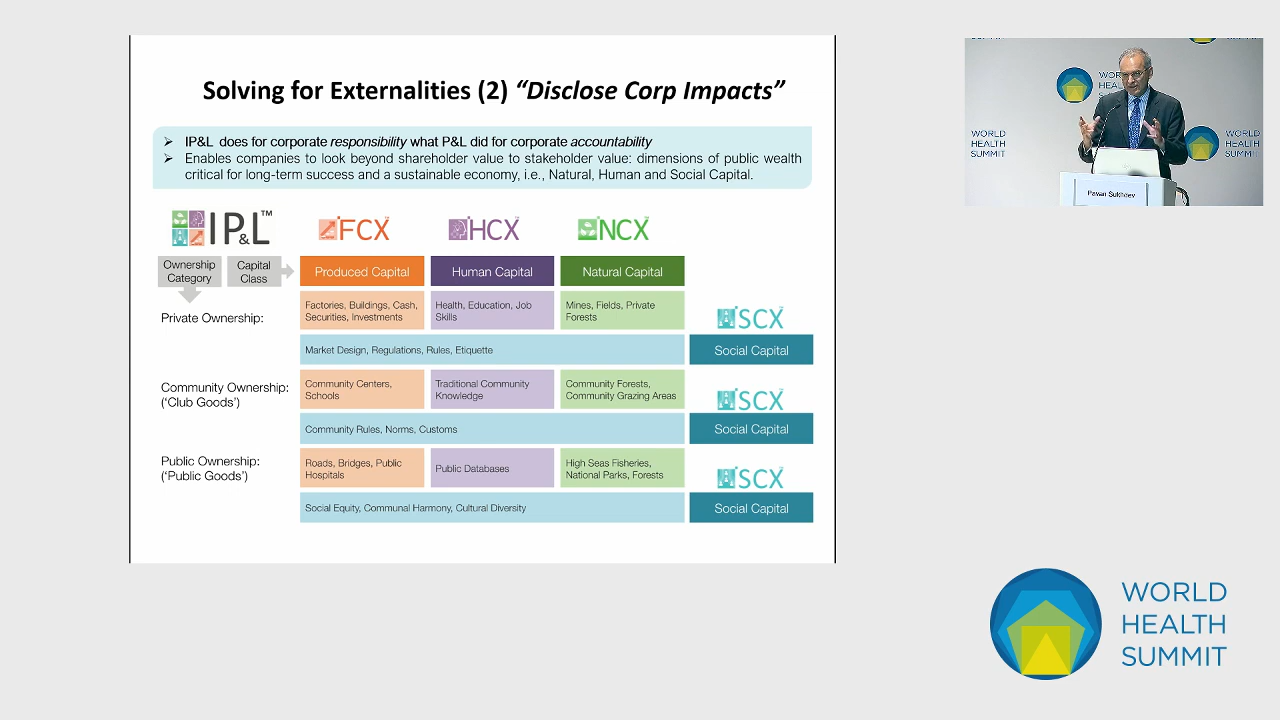 Solving for Externalities (2) “Disclose Corp Impacts”
IP&L does for corporate responsibility what P&L did for corporate accountability
Enables companies to look beyond shareholder value to stakeholder value: dimensions of public wealth
critical for long-term success and a sustainable economy, i.e., Natural, Human and Social Capital.
IP&L™
FCX
HCX
NCX
Ownership
Category
Capital
Class
Produced Capital
Human Capital
Natural Capital
Private Ownership:
Factories, Buildings, Cash,
Securities, Investments
Health, Education, Job
Skills
Mines, Fields, Private
Forests
SCX
Market Design, Regulations, Rules, Etiquette
Social Capital
Community Ownership:
(‘Club Goods’)
Community Centers,
Schools
Traditional Community
Knowledge
Community Forests,
Community Grazing Areas
SCX
Community Rules, Norms, Customs
Social Capital
Public Ownership:
(‘Public Goods’)
Roads, Bridges, Public
Hospitals
Public Databases
High Seas Fisheries,
National Parks, Forests
SCX
Social Equity, Communal Harmony, Cultural Diversity
Social Capital
WORLD
HEALTH
SUMMIT
Pavan Sukhdev
WORLD
HEALTH
SUMMIT